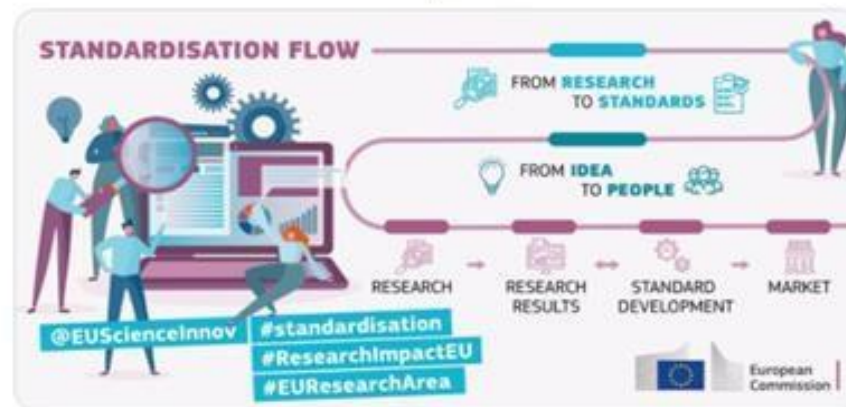 STANDARDISATION FLOW
FROM RESEARCH
TO STANDARDS
FROM IDEA
TO PEOPLE
RESEARCH
RESEARCH
RESULTS
STANDARD
DEVELOPMENT
MARKET
@EUScienceInnov
#standardisation
#ResearchImpactEU
#EUResearchArea
European
Commission